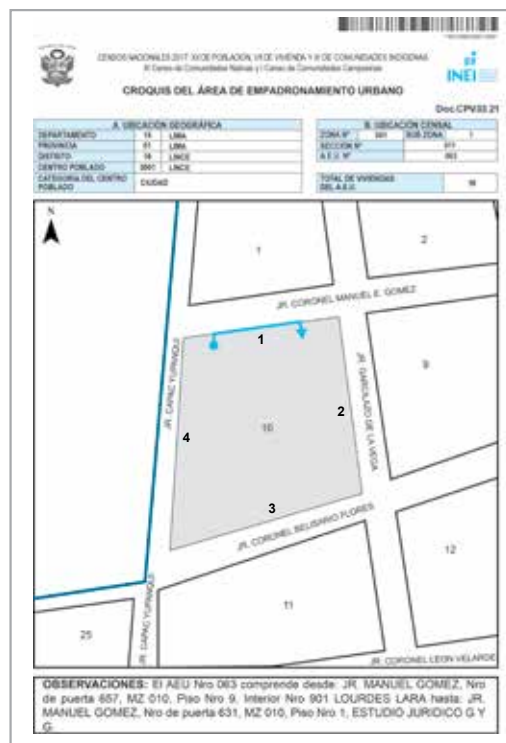 CENSOS NACIONALES 2017: XII DE POBLACIÓN, VII DE VIVIENDA Y III DE COMUNIDADES INDÍGENAS
III Censo de Comunidades Nativas y I Censo de Comunidades Campesinas
INEI
CROQUIS DEL ÁREA DE EMPADRONAMIENTO URBANO
Doc.CPV.03.21
A. UBICACIÓN GEOGRÁFICA
DEPARTAMENTO 15 LIMA
PROVINCIA 01 LIMA
DISTRITO LINCE
CENTRO POBLADO 0001 LINCE
CATEGORÍA DEL CENTRO POBLADO CIUDAD
B. UBICACIÓN CENSAL
ZONA Nº 001 SUB ZONA 1
SECCIÓN Nº 011
A.E.U. Nº 063
TOTAL DE VIVIENDAS DEL A.E.U. 16
N
1
2
JR. CORONEL MANUEL E. GOMEZ
1
JR. CAPAC YUPANQUI
JR. GARCILAZO DE LA VEGA
9
2
10
4
3
JR. CORONEL BELISARIO FLORES
12
11
25
JR. CAPAC YUPANQUI
JR. CORONEL LEON VELARDE
OBSERVACIONES: El AEU Nro 063 comprende desde: JR. MANUEL GOMEZ, Nro
de puerta 657, MZ 010, Piso Nro 9, Interior Nro 901 LOURDES LARA hasta: JR.
MANUEL GOMEZ, Nro de puerta 631, MZ 010, Piso Nro 1, ESTUDIO JURIDICO G Y
G.